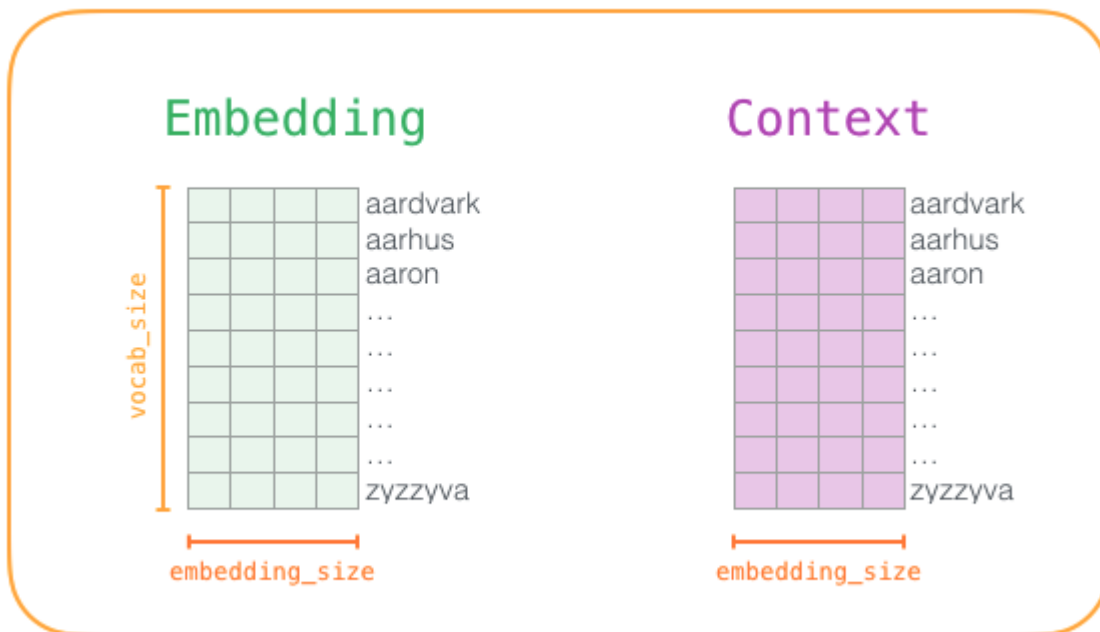 Embedding
Context
vocab_size
aardvark
aarhus
aaron
...
...
...
...
...
zyzzyva
embedding_size
aardvark
aarhus
aaron
...
...
...
...
...
zyzzyva
embedding_size